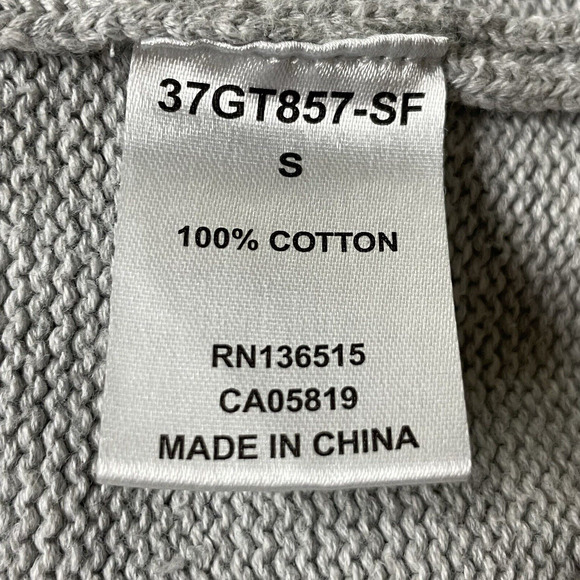 37GT857-SF
S
100% COTTON
RN136515
CA05819
MADE IN CHINA